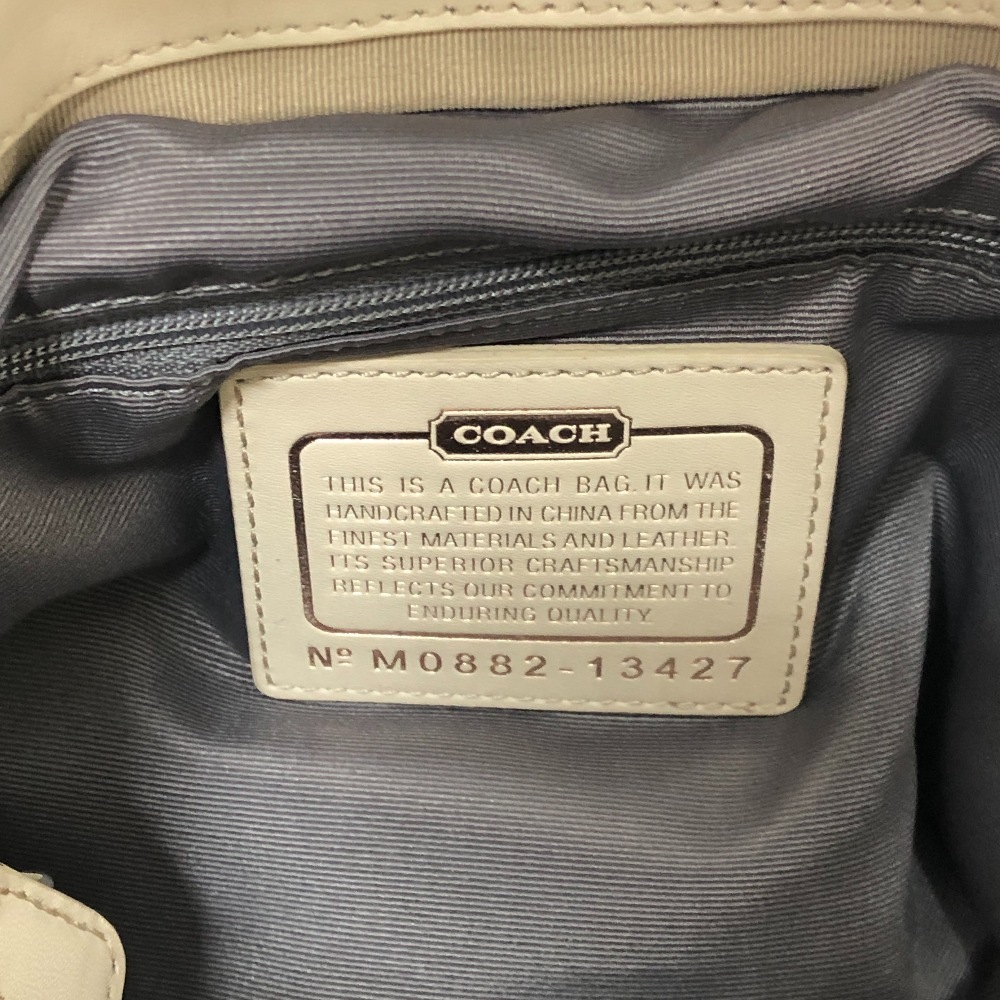 COACH
THIS IS A COACH BAG. IT WAS
HANDCRAFTED IN CHINA FROM THE
FINEST MATERIALS AND LEATHER.
ITS SUPERIOR CRAFTSMANSHIP
REFLECTS OUR COMMITMENT TO
ENDURING QUALITY.
Nº M0882-13427